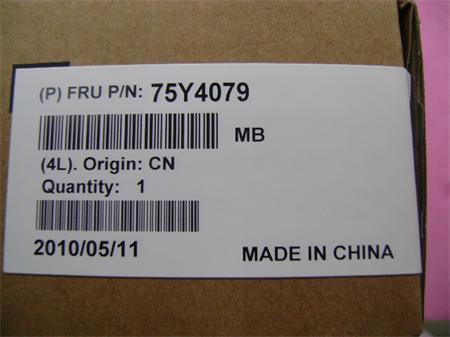 (P) FRU P/N: 75Y4079
MB
(4L). Origin: CN
Quantity: 1
2010/05/11
MADE IN CHINA